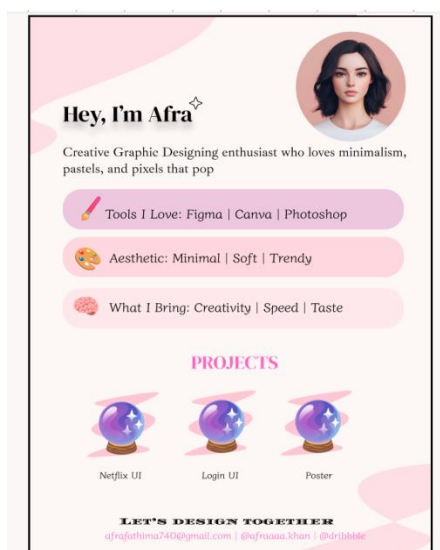 Hey, I’m Afra
Creative Graphic Designing enthusiast who loves minimalism,
pastels, and pixels that pop
Tools I Love: Figma | Canva | Photoshop
Aesthetic: Minimal | Soft | Trendy
What I Bring: Creativity | Speed | Taste
PROJECTS
Netflix UI
Login UI
Poster
LET'S DESIGN TOGETHER
afrafathima740@gmail.com | @afraaaa.khan | @dribbble